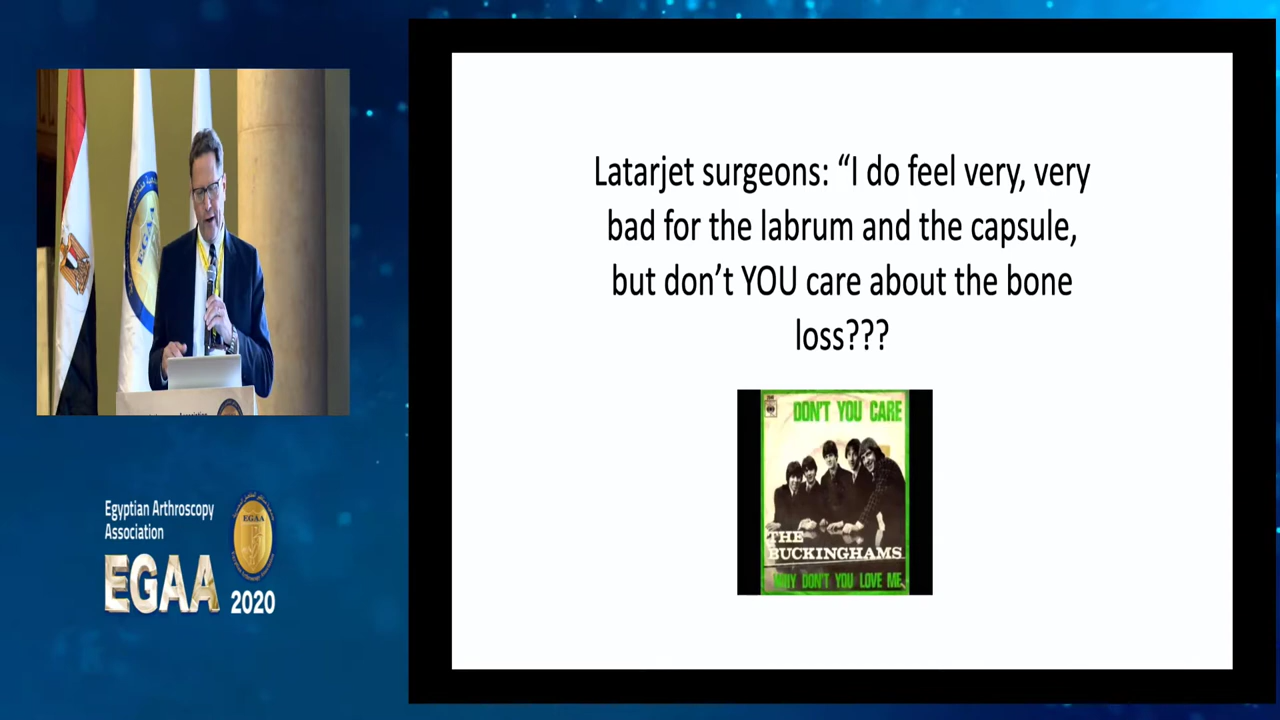 Latarjet surgeons: “I do feel very, very
bad for the labrum and the capsule,
but don’t YOU care about the bone
loss???
DON'T YOU CARE
THE
BUCKINGHAMS
WHY DON'T YOU LOVE ME
EGAA
Egyptian Arthroscopy
Association
EGAA
2020
EGAA